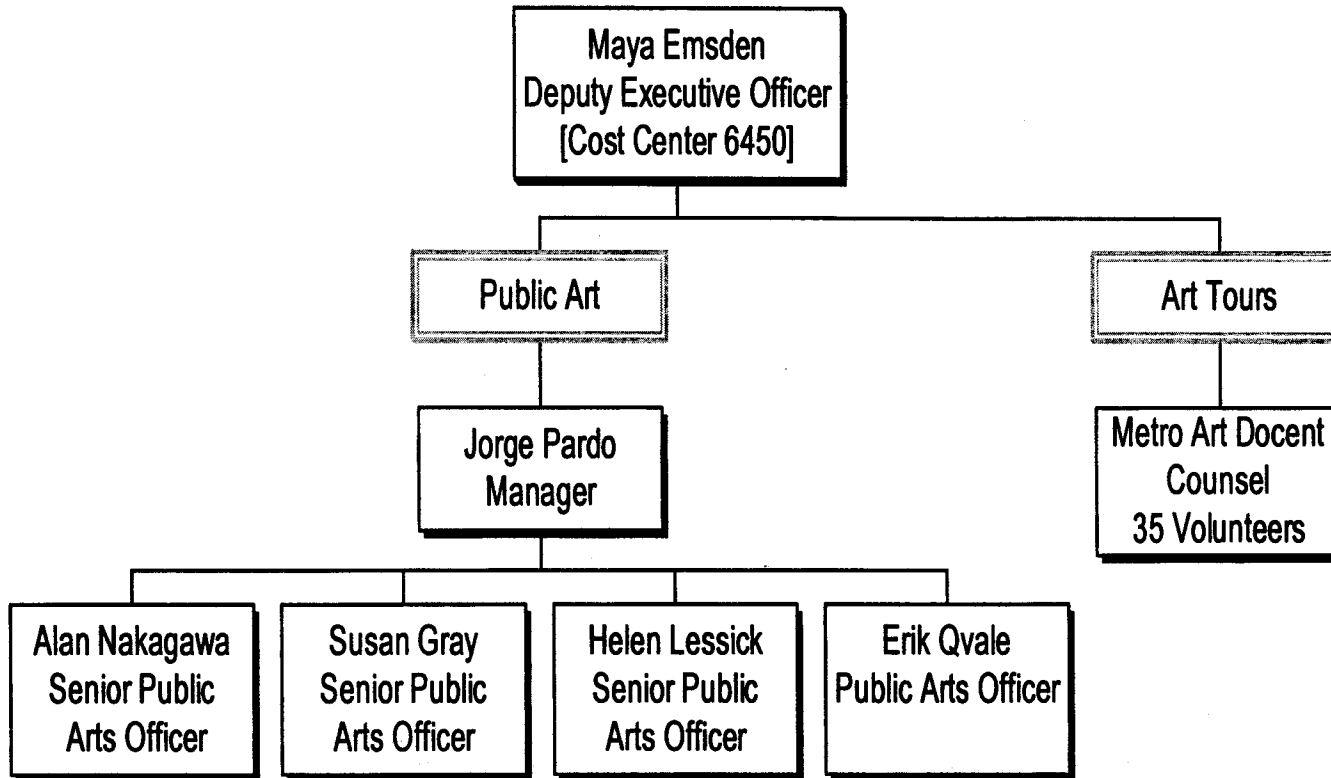 Maya Emsden
Deputy Executive Officer
[Cost Center 6450]
Public Art
Art Tours
Jorge Pardo
Manager
Metro Art Docent
Counsel
35 Volunteers
Alan Nakagawa
Senior Public
Arts Officer
Susan Gray
Senior Public
Arts Officer
Helen Lessick
Senior Public
Arts Officer
Erik Qvale
Public Arts Officer